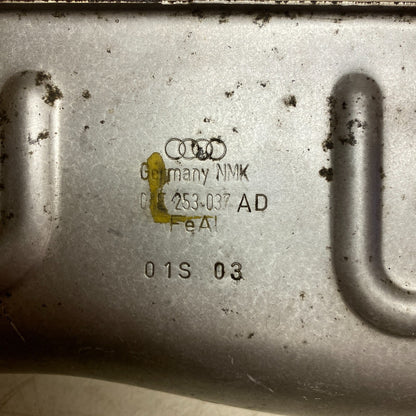 Germany NMK
253.037 AD
FeAl
01S 03